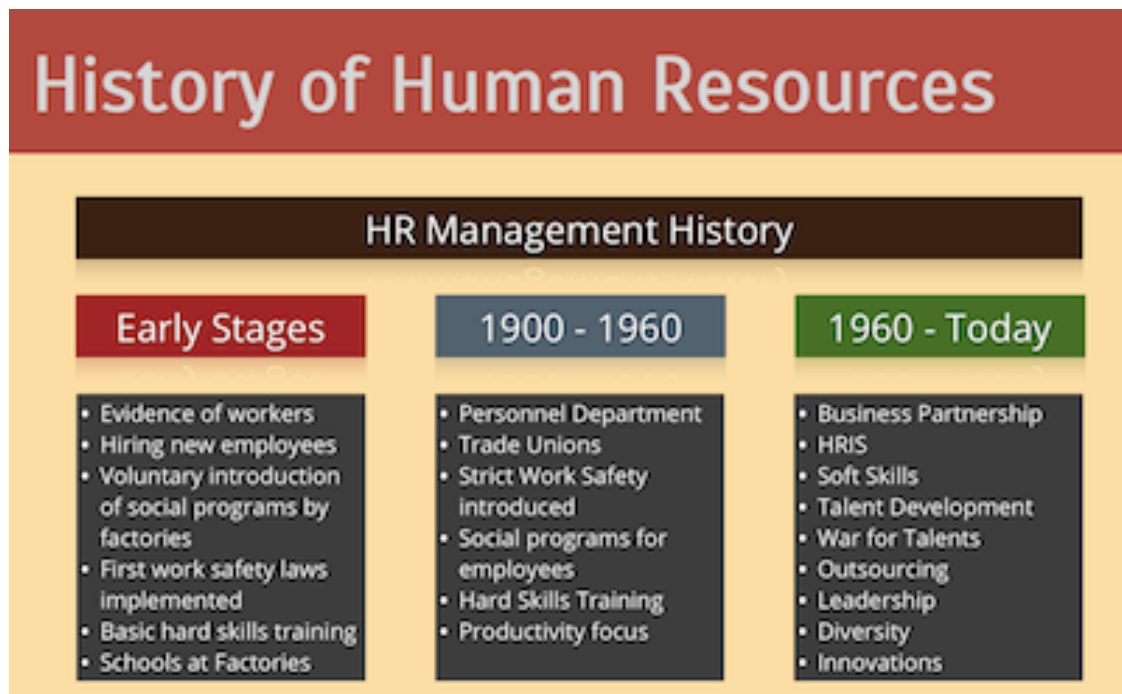 History of Human Resources
HR Management History
Early Stages
• Evidence of workers
• Hiring new employees
• Voluntary introduction
of social programs by
factories
• First work safety laws
implemented
• Basic hard skills training
• Schools at Factories
1900 - 1960
• Personnel Department
• Trade Unions
• Strict Work Safety
introduced
• Social programs for
employees
• Hard Skills Training
• Productivity focus
1960 - Today
• Business Partnership
• HRIS
• Soft Skills
• Talent Development
• War for Talents
• Outsourcing
• Leadership
• Diversity
• Innovations